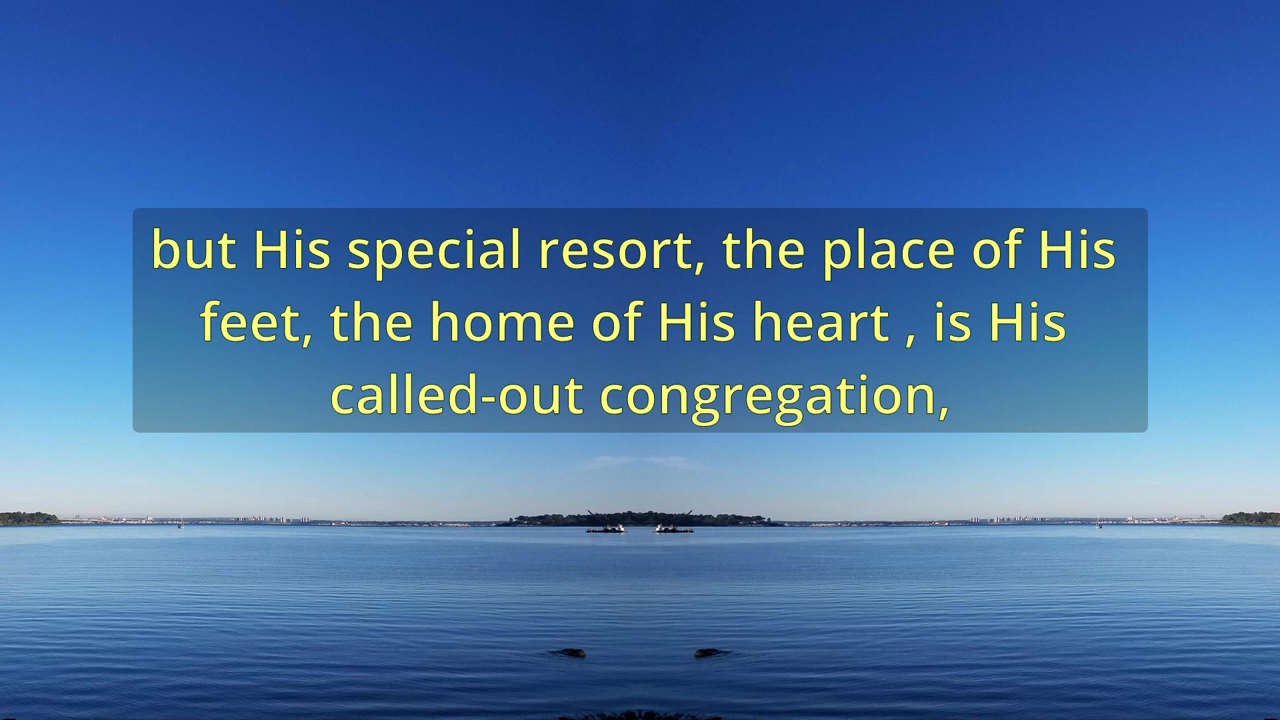 but His special resort, the place of His
feet, the home of His heart , is His
called-out congregation,